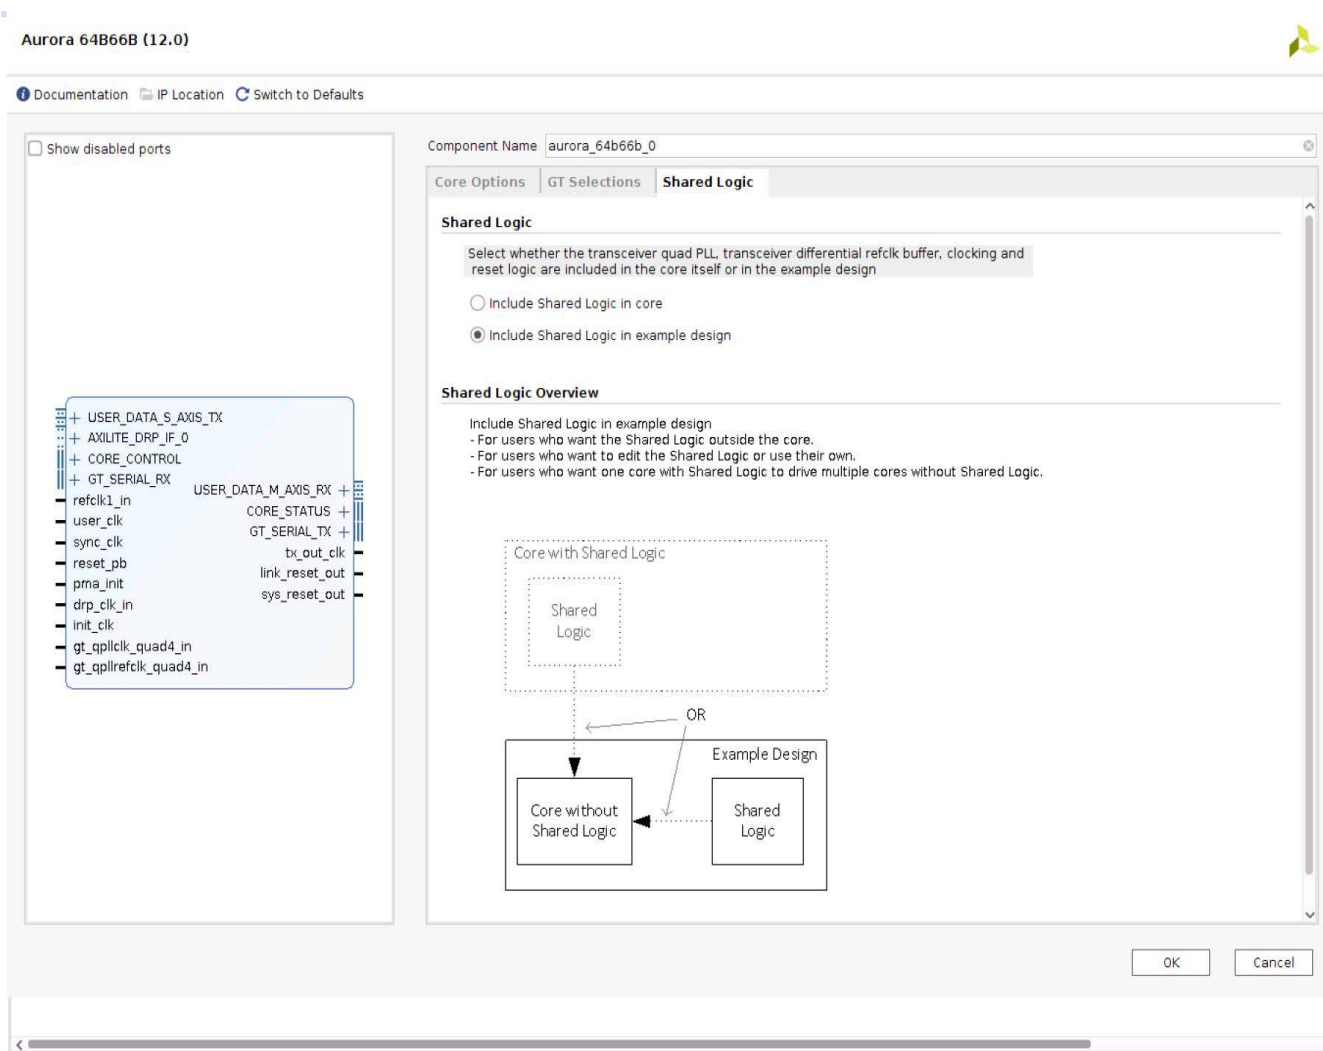 Aurora 64B66B (12.0)
Documentation IP Location Switch to Defaults
Show disabled ports
Component Name aurora_64b66b_0
Core Options GT Selections Shared Logic
Shared Logic
Select whether the transceiver quad PLL, transceiver differential refclk buffer, clocking and
reset logic are included in the core itself or in the example design
Include Shared Logic in core
Include Shared Logic in example design
Shared Logic Overview
Include Shared Logic in example design
- For users who want the Shared Logic outside the core.
- For users who want to edit the Shared Logic or use their own.
- For users who want one core with Shared Logic to drive multiple cores without Shared Logic.
USER_DATA_S_AXIS_TX
AXILITE_DRP_IF_0
CORE_CONTROL
GT_SERIAL_RX
refclk1_in
user_clk
sync_clk
reset_pb
pma_init
drp_clk_in
init_clk
gt_qpllclk_quad4_in
gt_qpllrefclk_quad4_in
USER_DATA_M_AXIS_RX
CORE_STATUS
GT_SERIAL_TX
tx_out_clk
link_reset_out
sys_reset_out
Core with Shared Logic
Shared
Logic
OR
Example Design
Core without
Shared Logic
Shared
Logic
OK Cancel